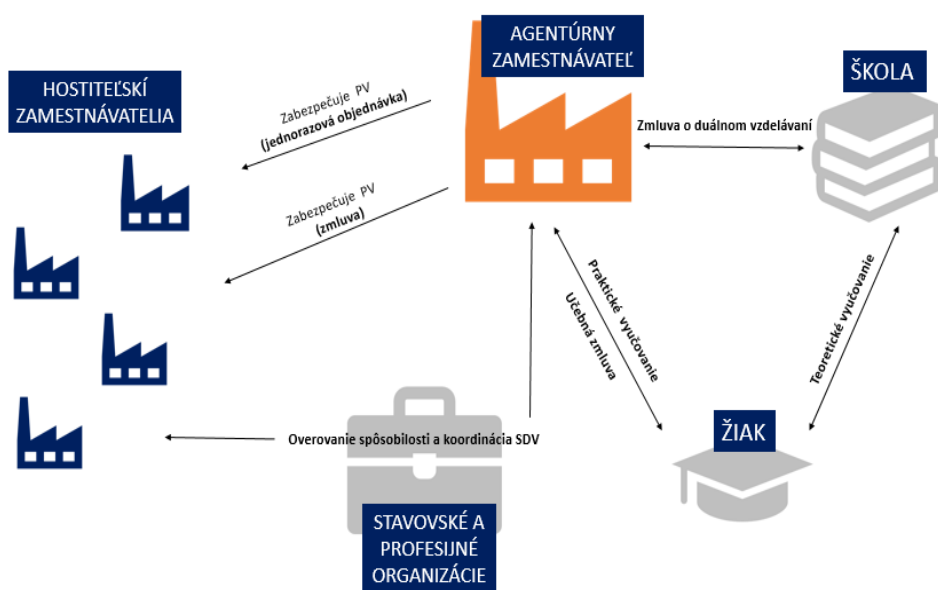 AGENTÚRNY
ZAMESTNÁVATEĽ
ŠKOLA
HOSTITEĽSKÍ
ZAMESTNÁVATELIA
Zabezpečuje PV
(jednorazová objednávka)
Zmluva o duálnom vzdelávaní
Zabezpečuje PV
(zmluva)
Praktické vyučovanie
Učebná zmluva
Teoretické vyučovanie
ŽIAK
Overovanie spôsobilosti a koordinácia SDV
STAVOVSKÉ A
PROFESIJNÉ
ORGANIZÁCIE